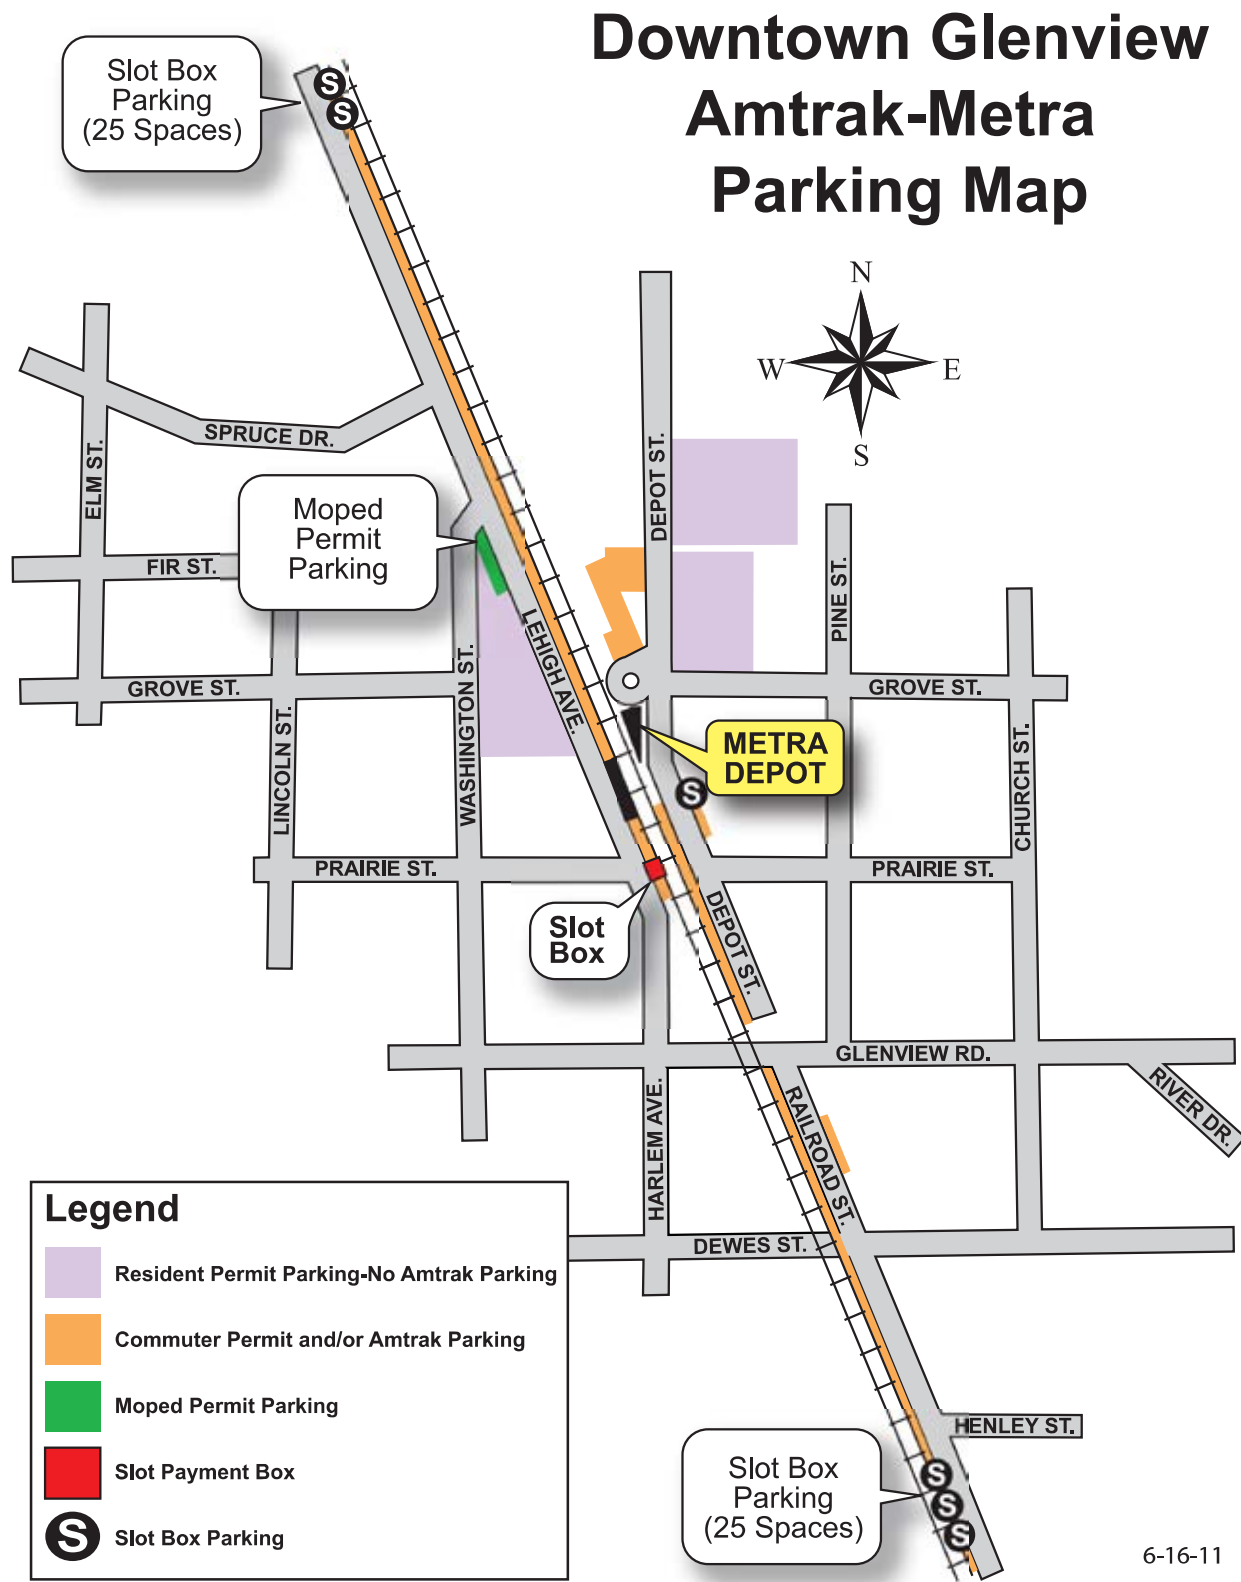 Downtown Glenview
Amtrak-Metra
Parking Map
Slot Box
Parking
(25 Spaces)
S
S
N
W
E
S
SPRUCE DR.
ELM ST.
DEPOT ST.
Moped
Permit
Parking
FIR ST.
PINE ST.
LEHIGH AVE.
GROVE ST.
GROVE ST.
WASHINGTON ST.
LINCOLN ST.
CHURCH ST.
METRA
DEPOT
S
PRAIRIE ST.
PRAIRIE ST.
Slot
Box
DEPOT ST.
GLENVIEW RD.
RIVER DR.
HARLEM AVE.
RAILROAD ST.
DEWES ST.
HENLEY ST.
Slot Box
Parking
(25 Spaces)
S
S
S
Legend
Resident Permit Parking-No Amtrak Parking
Commuter Permit and/or Amtrak Parking
Moped Permit Parking
Slot Payment Box
S Slot Box Parking
6-16-11